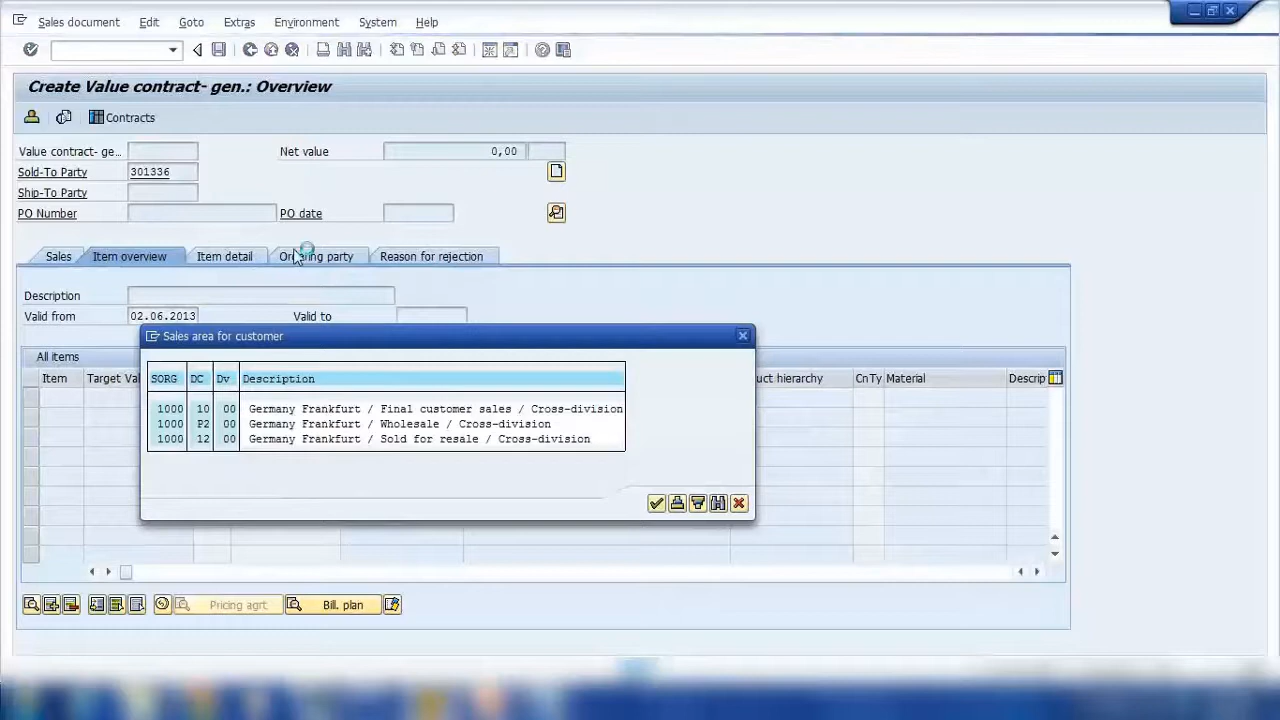 Sales document Edit Goto Extras Environment System Help
Create Value contract- gen.: Overview
Contracts
Value contract- ge... Net value 0,00
Sold-To Party 301336
Ship-To Party
PO Number PO date
Sales Item overview Item detail Ordering party Reason for rejection
Description
Valid from 02.06.2013 Valid to
Sales area for customer
All items
Item Target Val uct hierarchy CnTy Material Descrip
SORG DC Dv Description
1000 10 00 Germany Frankfurt / Final customer sales / Cross-division
1000 P2 00 Germany Frankfurt / Wholesale / Cross-division
1000 12 00 Germany Frankfurt / Sold for resale / Cross-division
Pricing agrt Bill. plan